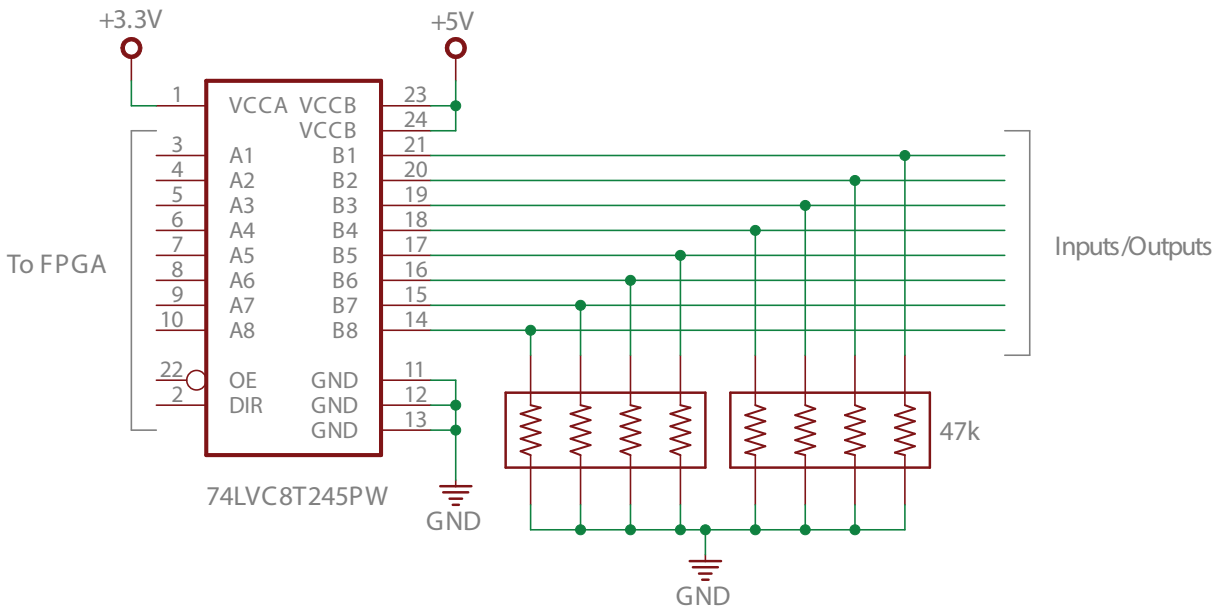 +3.3V
+5V
1 VCCA VCCB 23
VCCB 24
3 A1 B1 21
4 A2 B2 20
5 A3 B3 19
6 A4 B4 18
7 A5 B5 17
8 A6 B6 16
9 A7 B7 15
10 A8 B8 14
To FPGA
Inputs/Outputs
22 OE GND 11
2 DIR GND 12
GND 13
47k
74LVC8T245PW
GND
GND